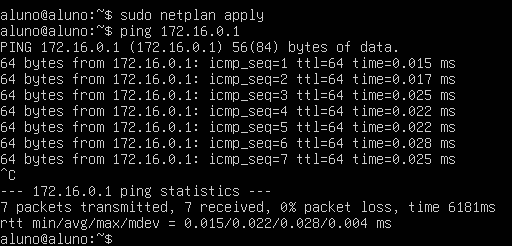 aluno@aluno:~$ sudo netplan apply
aluno@aluno:~$ ping 172.16.0.1
PING 172.16.0.1 (172.16.0.1) 56(84) bytes of data.
64 bytes from 172.16.0.1: icmp_seq=1 ttl=64 time=0.015 ms
64 bytes from 172.16.0.1: icmp_seq=2 ttl=64 time=0.017 ms
64 bytes from 172.16.0.1: icmp_seq=3 ttl=64 time=0.025 ms
64 bytes from 172.16.0.1: icmp_seq=4 ttl=64 time=0.022 ms
64 bytes from 172.16.0.1: icmp_seq=5 ttl=64 time=0.022 ms
64 bytes from 172.16.0.1: icmp_seq=6 ttl=64 time=0.028 ms
64 bytes from 172.16.0.1: icmp_seq=7 ttl=64 time=0.025 ms
^C
--- 172.16.0.1 ping statistics ---
7 packets transmitted, 7 received, 0% packet loss, time 6181ms
rtt min/avg/max/mdev = 0.015/0.022/0.028/0.004 ms
aluno@aluno:~$